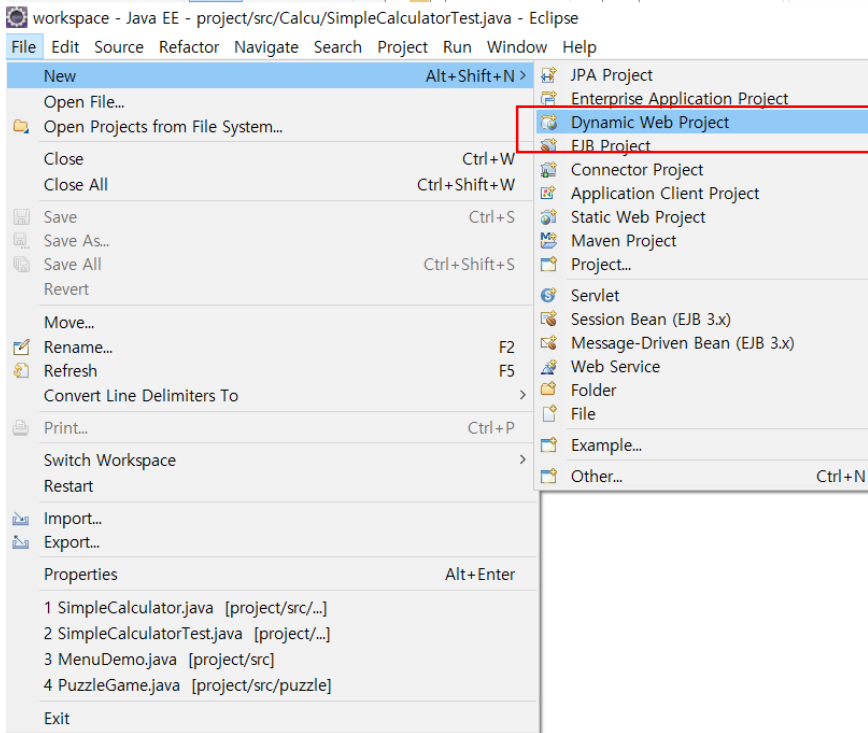 workspace - Java EE - project/src/Calcu/SimpleCalculatorTest.java - Eclipse
File Edit Source Refactor Navigate Search Project Run Window Help
New Alt+Shift+N >
Open File...
Open Projects from File System...
Close Ctrl+W
Close All Ctrl+Shift+W
Save Ctrl+S
Save As...
Save All Ctrl+Shift+S
Revert
Move...
Rename... F2
Refresh F5
Convert Line Delimiters To >
Print... Ctrl+P
Switch Workspace >
Restart
Import...
Export...
Properties Alt+Enter
1 SimpleCalculator.java [project/src/...]
2 SimpleCalculatorTest.java [project/...]
3 MenuDemo.java [project/src]
4 PuzzleGame.java [project/src/puzzle]
Exit
JPA Project
Enterprise Application Project
Dynamic Web Project
EJB Project
Connector Project
Application Client Project
Static Web Project
Maven Project
Project...
Servlet
Session Bean (EJB 3.x)
Message-Driven Bean (EJB 3.x)
Web Service
Folder
File
Example...
Other... Ctrl+N